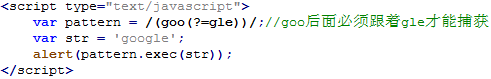 <script type="text/javascript">
var pattern = /(goo(?=gle))/;//goo后面必须跟着gle才能捕获
var str = 'google';
alert(pattern.exec(str));
</script>